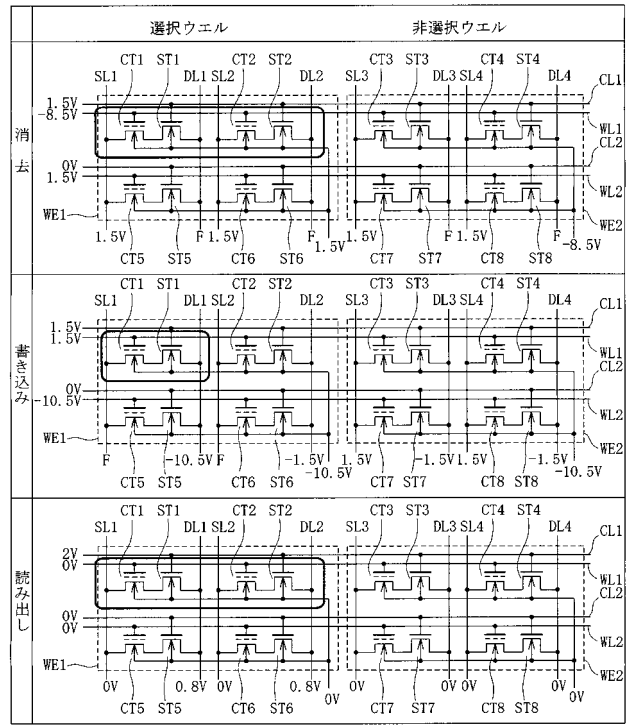 選択ウエル 非選択ウエル
消去
CT1 ST1 CT2 ST2 CT3 ST3 CT4 ST4
SL1 DL1 SL2 DL2 SL3 DL3 SL4 DL4 CL1
1.5V
-8.5V
WL1
CL2
0V
1.5V
WL2
WE1 WE2
1.5V F 1.5V F 1.5V 1.5V F 1.5V F -8.5V
CT5 ST5 CT6 ST6 CT7 ST7 CT8 ST8
書き込み
CT1 ST1 CT2 ST2 CT3 ST3 CT4 ST4
SL1 DL1 SL2 DL2 SL3 DL3 SL4 DL4 CL1
1.5V
1.5V
WL1
CL2
0V
-10.5V
WL2
WE1 WE2
F -10.5V F -1.5V -10.5V 1.5V -1.5V 1.5V -1.5V -10.5V
CT5 ST5 CT6 ST6 CT7 ST7 CT8 ST8
読み出し
CT1 ST1 CT2 ST2 CT3 ST3 CT4 ST4
SL1 DL1 SL2 DL2 SL3 DL3 SL4 DL4 CL1
2V
0V
WL1
CL2
0V
0V
WL2
WE1 WE2
0V 0.8V 0V 0.8V 0V 0V 0V 0V 0V 0V
CT5 ST5 CT6 ST6 CT7 ST7 CT8 ST8